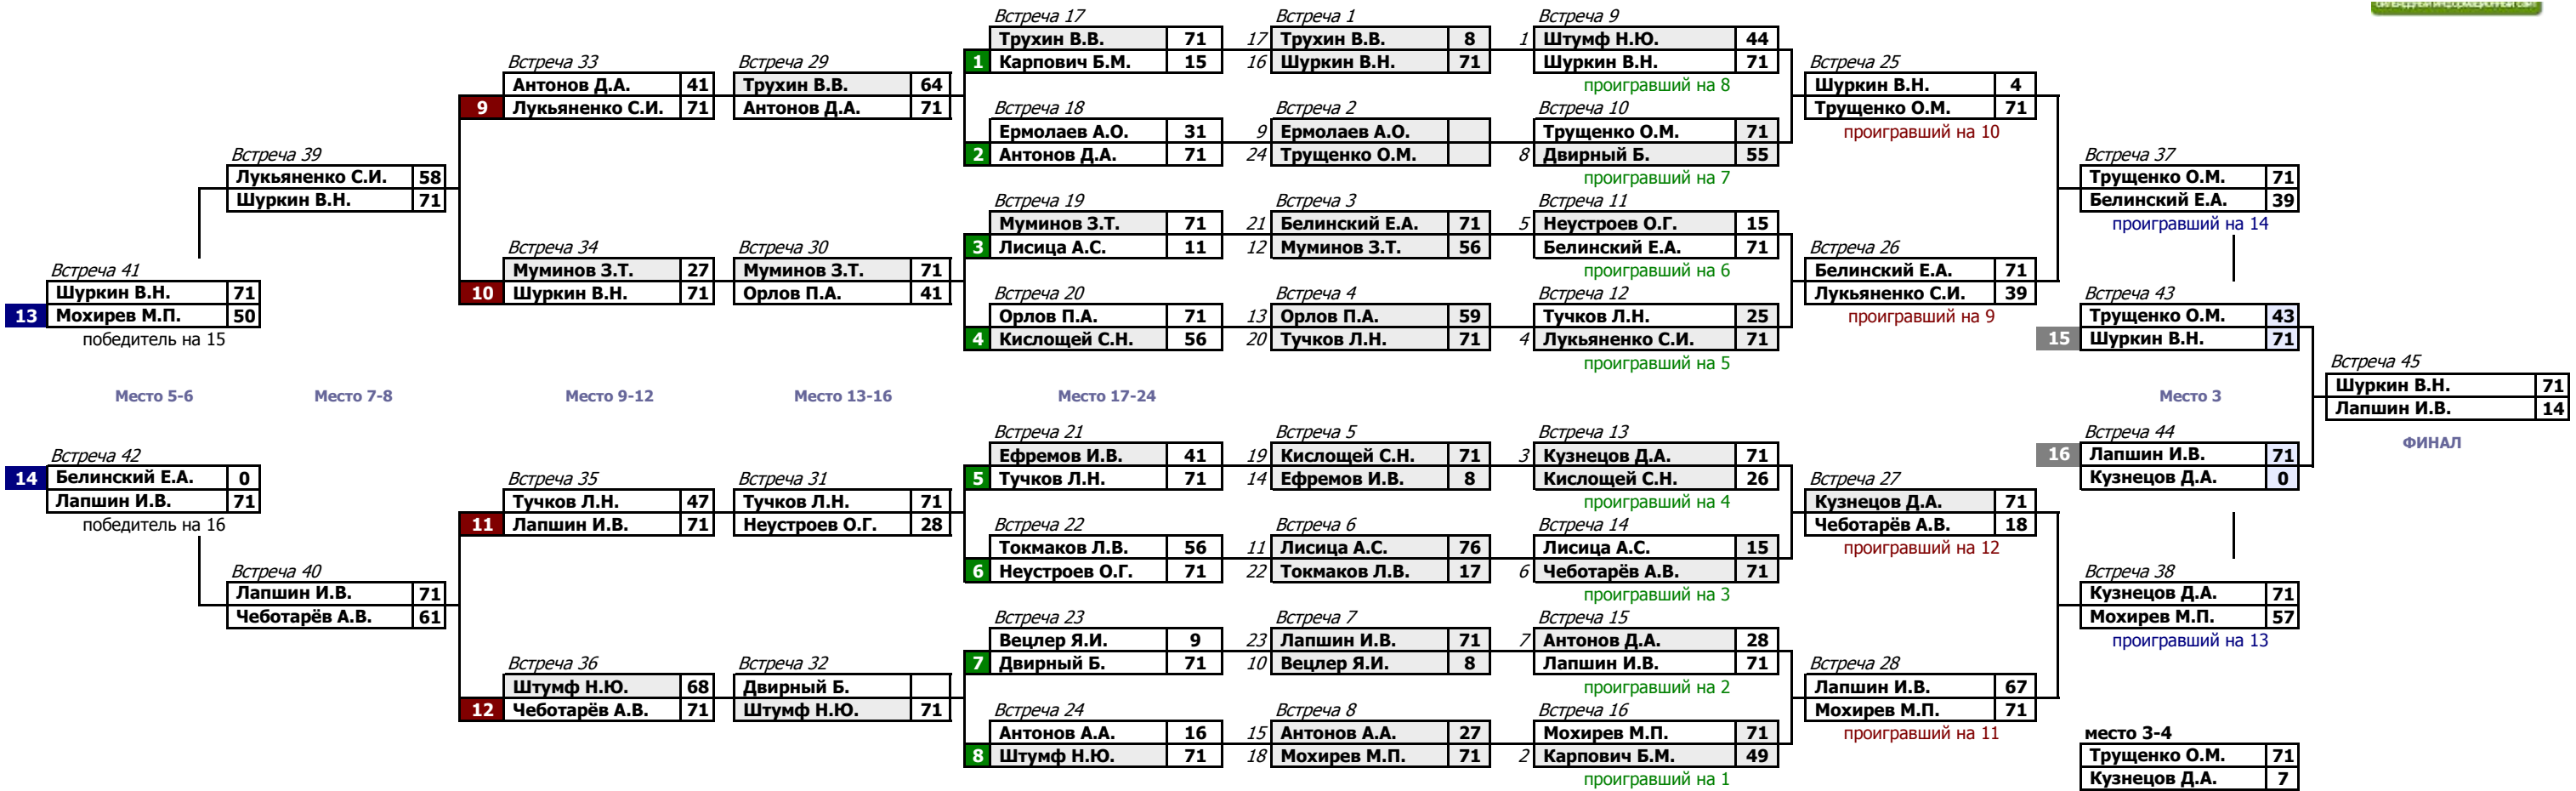 Встреча 17
Трухин В.В. 71
1 Карпович Б.М. 15
Встреча 1
17 Трухин В.В. 8
16 Шуркин В.Н. 71
Встреча 9
1 Штумф Н.Ю. 44
Шуркин В.Н. 71
проигравший на 8
Встреча 33
Антонов Д.А. 41
9 Лукьяненко С.И. 71
Встреча 29
Трухин В.В. 64
Антонов Д.А. 71
Встреча 25
Шуркин В.Н. 4
Трущенко О.М. 71
проигравший на 10
Встреча 18
Ермолаев А.О. 31
2 Антонов Д.А. 71
Встреча 2
9 Ермолаев А.О.
24 Трущенко О.М.
Встреча 10
Трущенко О.М. 71
8 Двирный Б. 55
проигравший на 7
Встреча 39
Лукьяненко С.И. 58
Шуркин В.Н. 71
Встреча 37
Трущенко О.М. 71
Белинский Е.А. 39
проигравший на 14
Встреча 19
Муминов З.Т. 71
3 Лисица А.С. 11
Встреча 3
21 Белинский Е.А. 71
12 Муминов З.Т. 56
Встреча 11
5 Неустроев О.Г. 15
Белинский Е.А. 71
проигравший на 6
Встреча 34
Муминов З.Т. 27
10 Шуркин В.Н. 71
Встреча 30
Муминов З.Т. 71
Орлов П.А. 41
Встреча 26
Белинский Е.А. 71
Лукьяненко С.И. 39
проигравший на 9
Встреча 41
Шуркин В.Н. 71
13 Мохирев М.П. 50
победитель на 15
Встреча 20
Орлов П.А. 71
4 Кислощей С.Н. 56
Встреча 4
13 Орлов П.А. 59
20 Тучков Л.Н. 71
Встреча 12
Тучков Л.Н. 25
4 Лукьяненко С.И. 71
проигравший на 5
Встреча 43
Трущенко О.М. 43
15 Шуркин В.Н. 71
Встреча 45
Шуркин В.Н. 71
Лапшин И.В. 14
ФИНАЛ
Место 5-6
Место 7-8
Место 9-12
Место 13-16
Место 17-24
Место 3
Встреча 21
Ефремов И.В. 41
5 Тучков Л.Н. 71
Встреча 5
19 Кислощей С.Н. 71
14 Ефремов И.В. 8
Встреча 13
3 Кузнецов Д.А. 71
Кислощей С.Н. 26
проигравший на 4
Встреча 44
16 Лапшин И.В. 71
Кузнецов Д.А. 0
Встреча 42
14 Белинский Е.А. 0
Лапшин И.В. 71
победитель на 16
Встреча 35
Тучков Л.Н. 47
11 Лапшин И.В. 71
Встреча 31
Тучков Л.Н. 71
Неустроев О.Г. 28
Встреча 27
Кузнецов Д.А. 71
Чеботарёв А.В. 18
проигравший на 12
Встреча 22
Токмаков Л.В. 56
6 Неустроев О.Г. 71
Встреча 6
11 Лисица А.С. 76
22 Токмаков Л.В. 17
Встреча 14
Лисица А.С. 15
6 Чеботарёв А.В. 71
проигравший на 3
Встреча 40
Лапшин И.В. 71
Чеботарёв А.В. 61
Встреча 38
Кузнецов Д.А. 71
Мохирев М.П. 57
проигравший на 13
Встреча 23
Вецлер Я.И. 9
7 Двирный Б. 71
Встреча 7
23 Лапшин И.В. 71
10 Вецлер Я.И. 8
Встреча 15
7 Антонов Д.А. 28
Лапшин И.В. 71
проигравший на 2
Встреча 36
Штумф Н.Ю. 68
12 Чеботарёв А.В. 71
Встреча 32
Двирный Б.
Штумф Н.Ю. 71
Встреча 28
Лапшин И.В. 67
Мохирев М.П. 71
проигравший на 11
Встреча 24
Антонов А.А. 16
8 Штумф Н.Ю. 71
Встреча 8
15 Антонов А.А. 27
18 Мохирев М.П. 71
Встреча 16
Мохирев М.П. 71
2 Карпович Б.М. 49
проигравший на 1
место 3-4
Трущенко О.М. 71
Кузнецов Д.А. 7